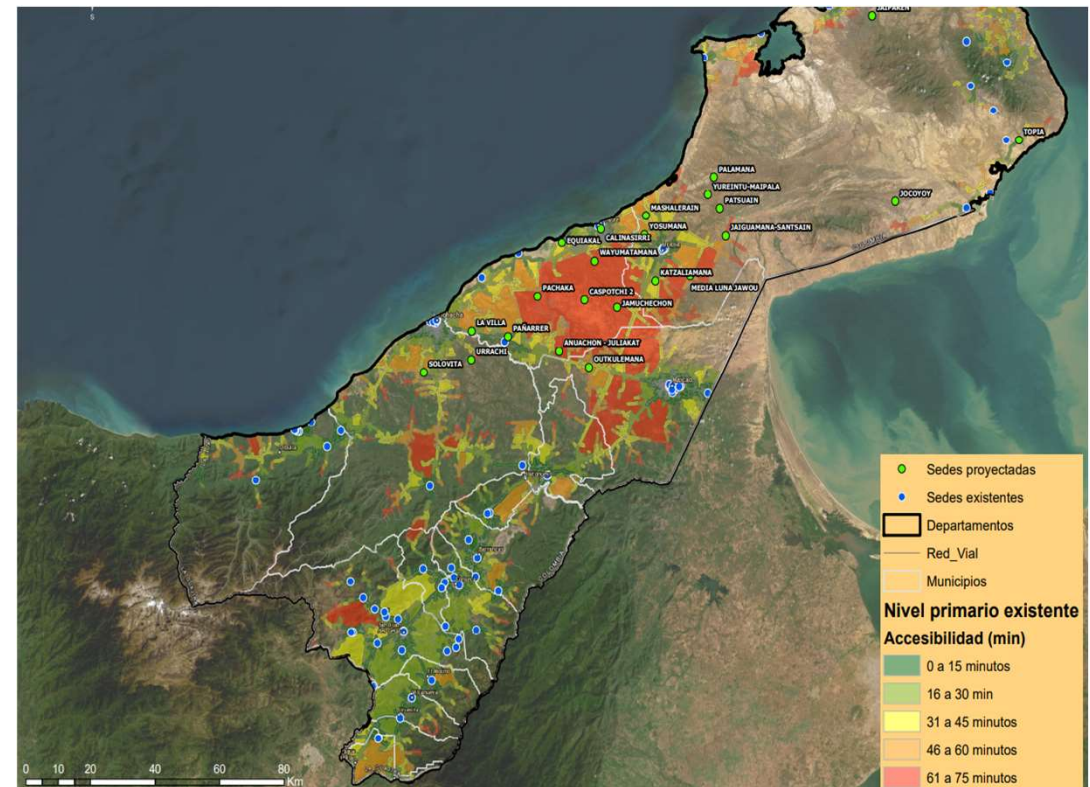 5
JAIPAREN
TOPIA
PALAMANA
YUREINTU-MAIPALA
JOCOYOY
PATSUAIN
MASHALERAIN
YOSUMANA
CALINASIRRI
EQUIAKAL
JAIGUAMANA-SANTSAIN
WAYUMATAMANA
KATZALIAMANA
MEDIA LUNA JAWOU
PACHAKA
CASPOTCHI 2
JAMUCHECHON
LA VILLA
PAÑARRER
ANUACHON - JULIAKAT
URRACHI
SOLOVITA
OUTKULEMANA
COLOMBIA
COLOMBIA
Sedes proyectadas
Sedes existentes
Departamentos
Red_Vial
Municipios
Nivel primario existente
Accesibilidad (min)
0 a 15 minutos
16 a 30 min
31 a 45 minutos
46 a 60 minutos
61 a 75 minutos
0 10 20 40 60 80
Km